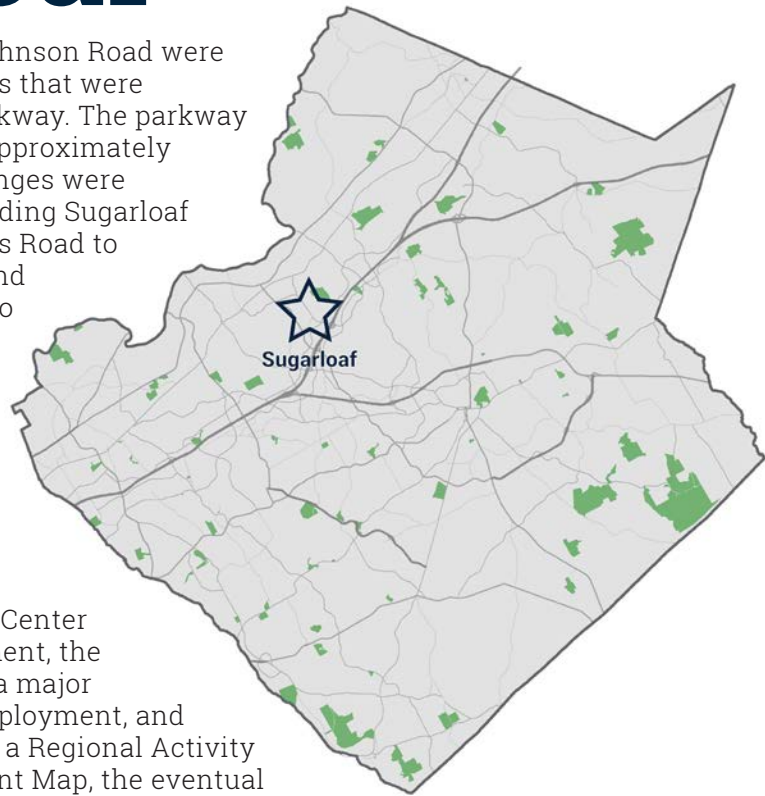 hnson Road were
s that were
kway. The parkway
pproximately
nges were
ding Sugarloaf
s Road to
nd
o
Sugarloaf
Center
ent, the
a major
ployment, and
a Regional Activity
nt Map, the eventual